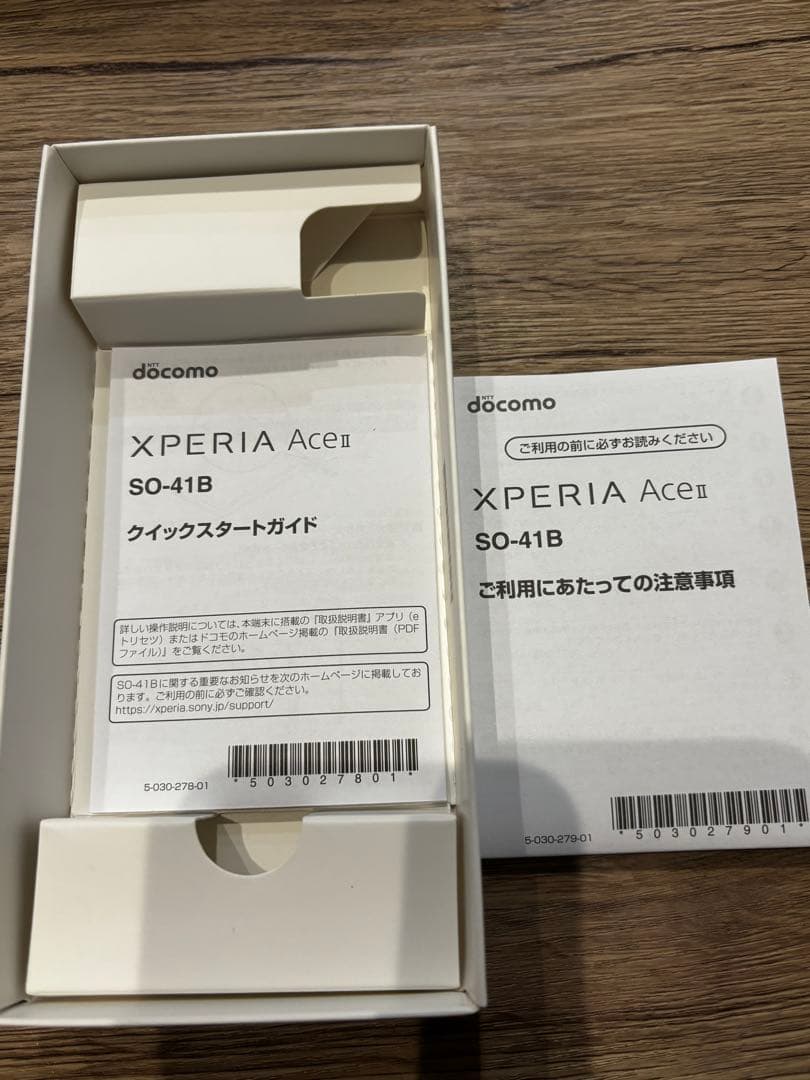 NTT
docomo
XPERIA Ace II
SO-41B
クイックスタートガイド
詳しい操作説明については、本端末に搭載の「取扱説明書」アプリ（e
トリセツ）またはドコモのホームページ掲載の「取扱説明書（PDF
ファイル）」をご覧ください。
SO-41Bに関する重要なお知らせを次のホームページに掲載してお
ります。ご利用の前に必ずご確認ください。
https://xperia.sony.jp/support/
5-030-278-01
*503027801*
NTT
docomo
ご利用の前に必ずお読みください
XPERIA Ace II
SO-41B
ご利用にあたっての注意事項
5-030-279-01
*503027901*